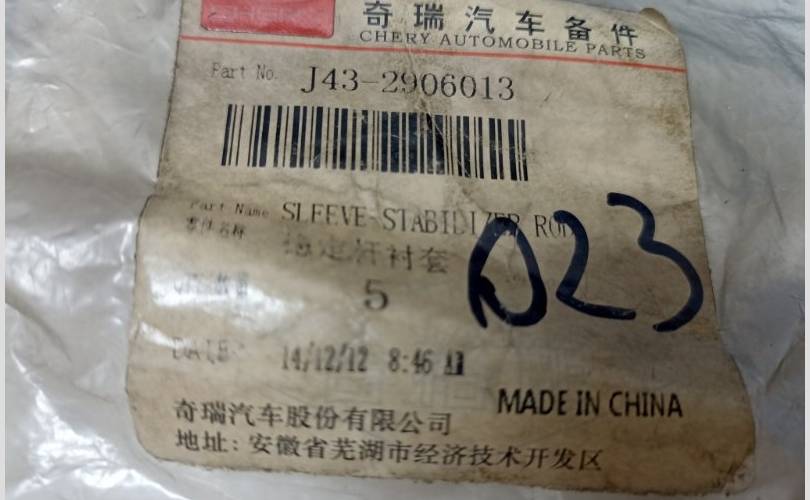 奇瑞汽车备件
CHERY AUTOMOBILE PARTS
Part No. J43-2906013
Part Name SLEEVE-STABILIZER ROD
零件名称 稳定杆衬套
5
DATE: 14/12/12 8:46
023
MADE IN CHINA
奇瑞汽车股份有限公司
地址: 安徽省芜湖市经济技术开发区